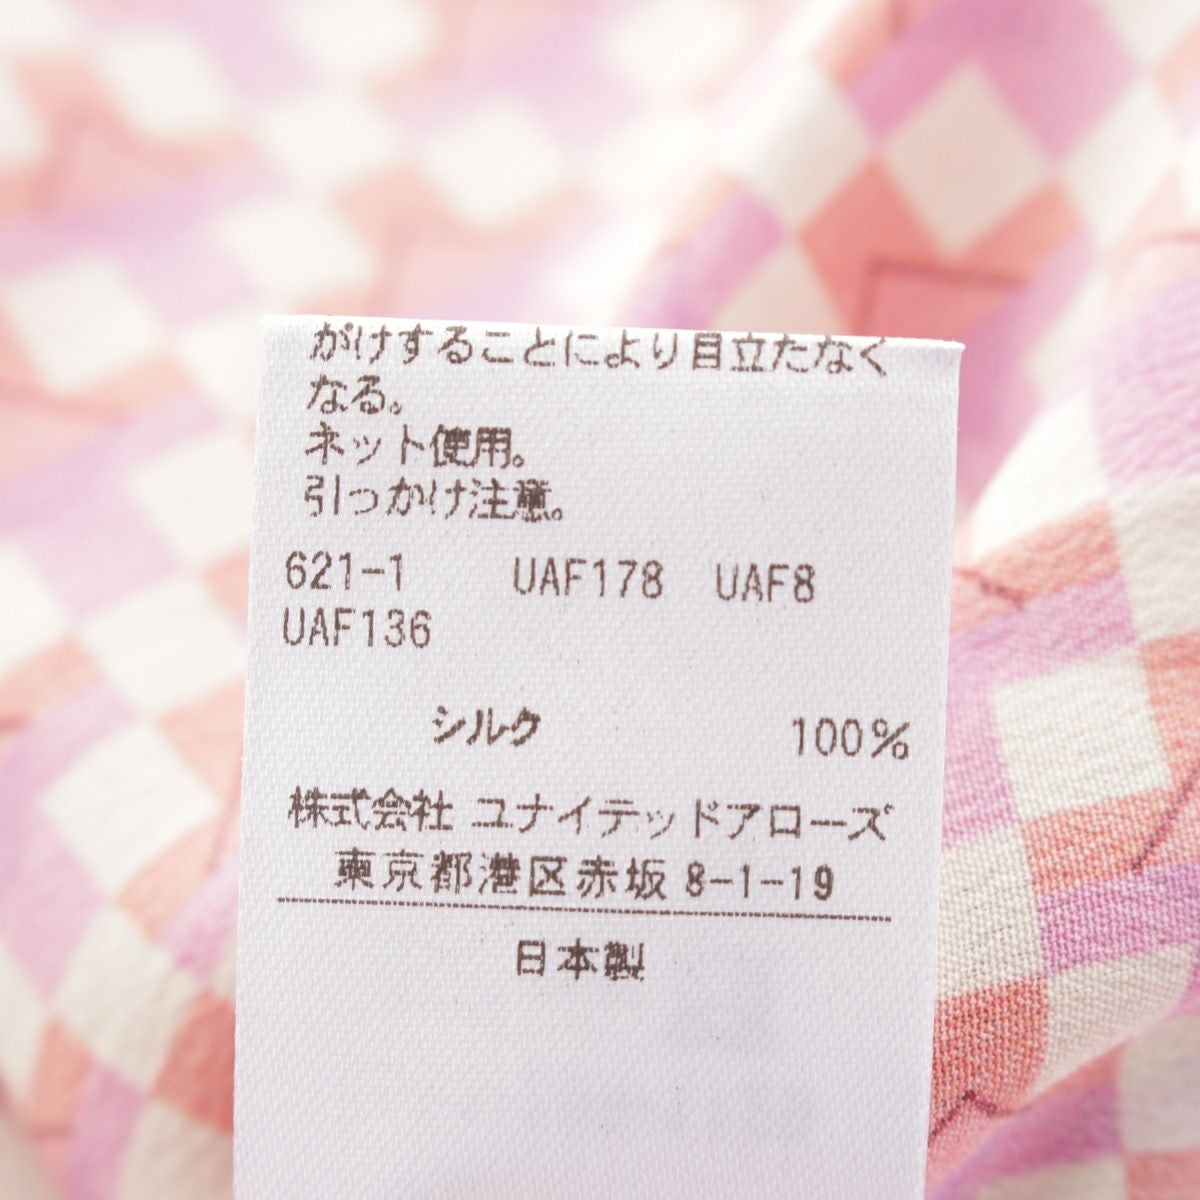 がけすることにより目立たなく
なる。
ネット使用。
引っかけ注意。
621-1 UAF178 UAF8
UAF136
シルク 100%
株式会社 ユナイテッドアローズ
東京都港区赤坂 8-1-19
日本製